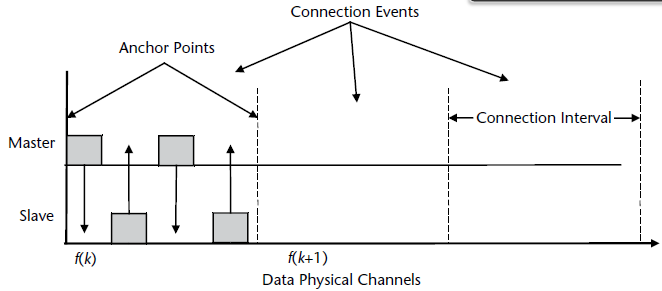 Connection Events
Anchor Points
Connection Interval
Master
Slave
f(k)
f(k+1)
Data Physical Channels